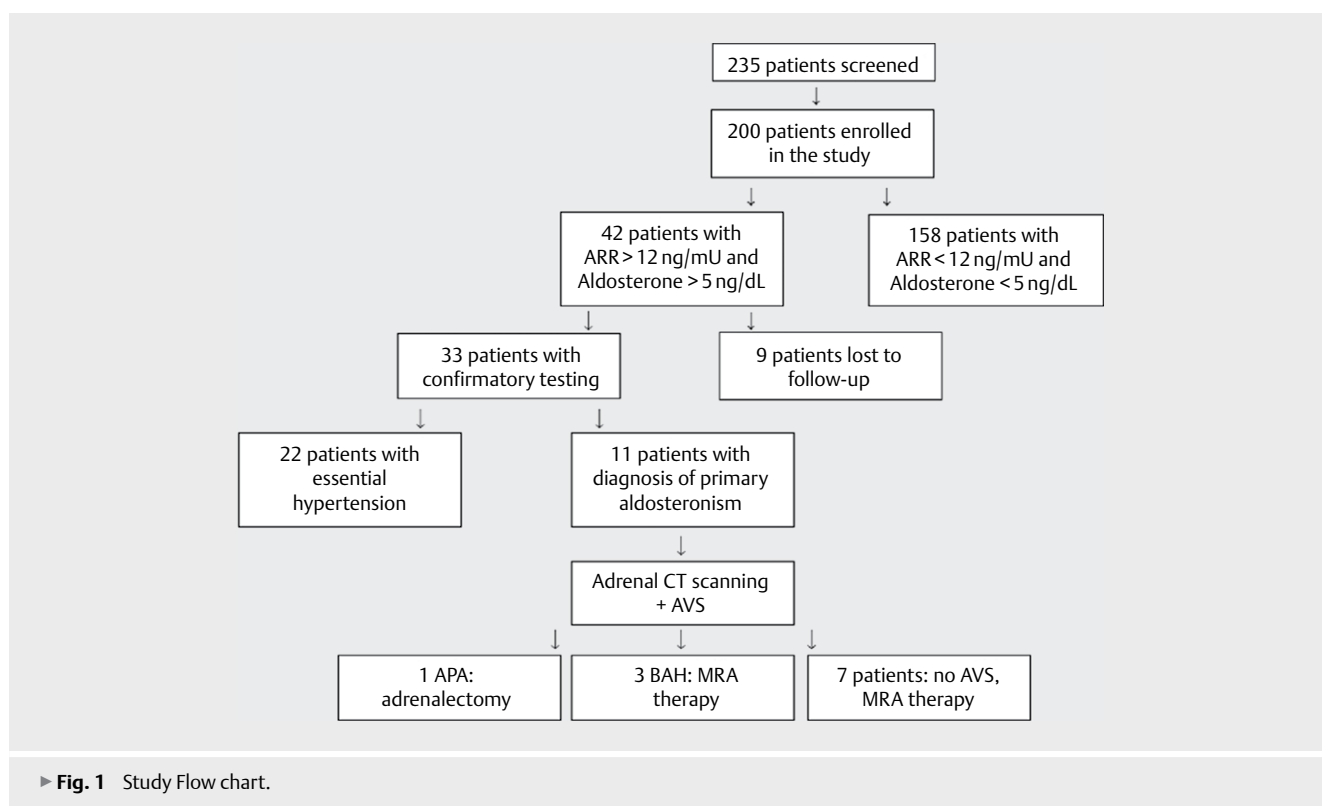 235 patients screened
↓
200 patients enrolled
in the study
↓ ↓
42 patients with
ARR > 12 ng/mU and
Aldosterone > 5 ng/dL
158 patients with
ARR < 12 ng/mU and
Aldosterone < 5 ng/dL
↓ ↓
33 patients with
confirmatory testing
9 patients lost to
follow-up
↓ ↓
22 patients with
essential
hypertension
11 patients with
diagnosis of primary
aldosteronism
↓
Adrenal CT scanning
+ AVS
↓ ↓ ↓
1 APA:
adrenalectomy
3 BAH: MRA
therapy
7 patients: no AVS,
MRA therapy
▶ Fig. 1 Study Flow chart.